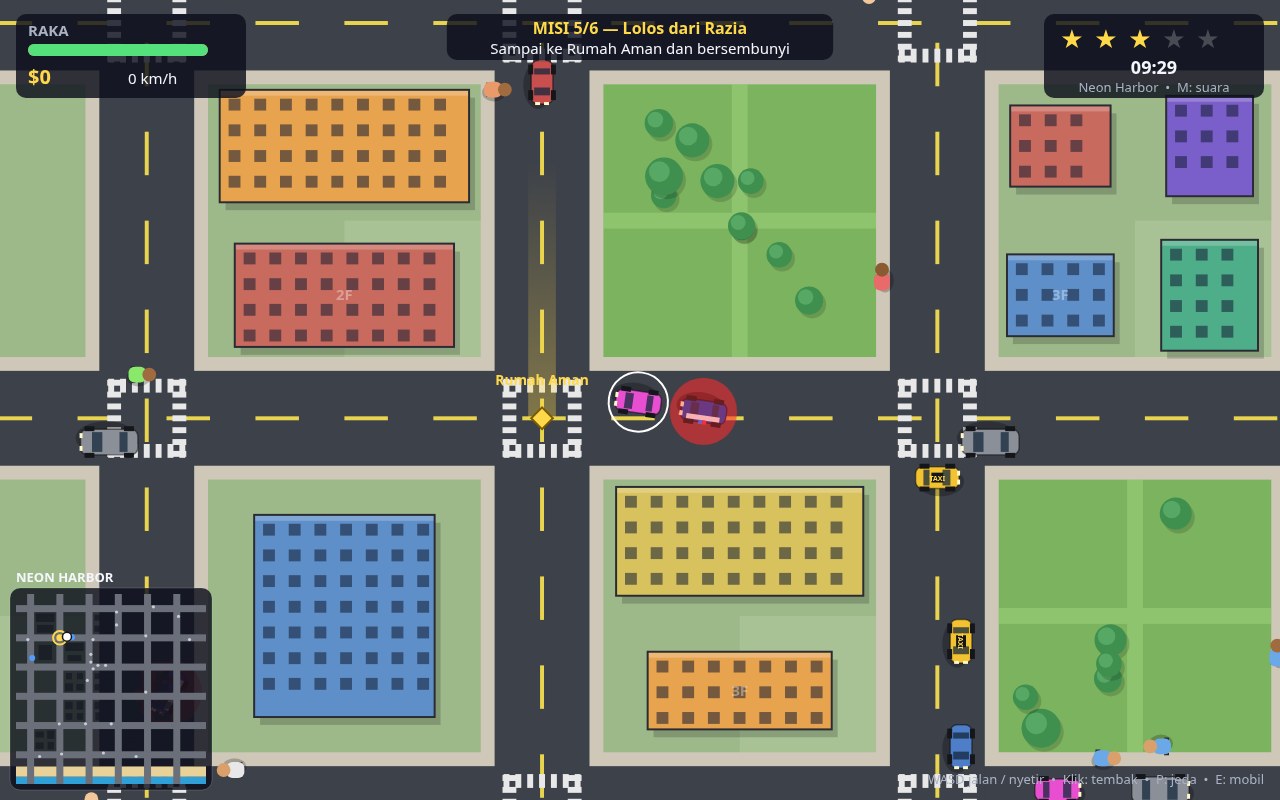 RAKA
$0
0 km/h
MISI 5/6 — Lolos dari Razia
Sampai ke Rumah Aman dan bersembunyi
09:29
Neon Harbor • M: suara
2F
3F
Rumah Aman
TAXI
TAXI
NEON HARBOR
WASD jalan / nyetir • Klik: tembak • P: jeda • E: mobil